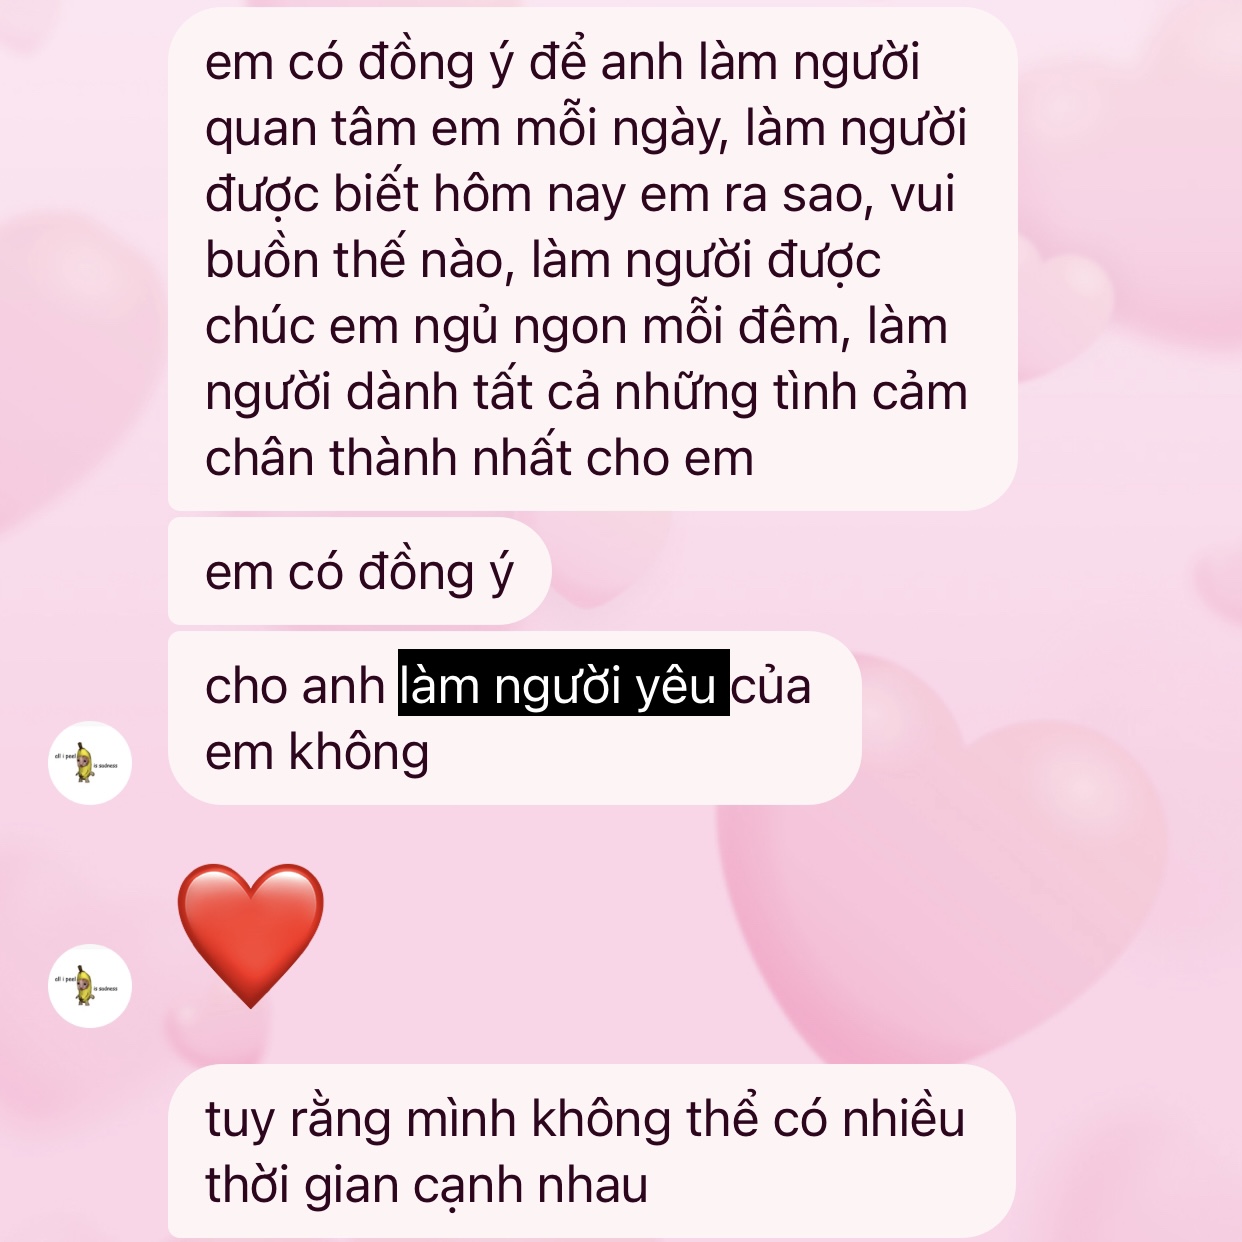 em có đồng ý để anh làm người
quan tâm em mỗi ngày, làm người
được biết hôm nay em ra sao, vui
buồn thế nào, làm người được
chúc em ngủ ngon mỗi đêm, làm
người dành tất cả những tình cảm
chân thành nhất cho em
em có đồng ý
cho anh làm người yêu của
em không
all i peel
is sadness
all i peel
is sadness
tuy rằng mình không thể có nhiều
thời gian cạnh nhau